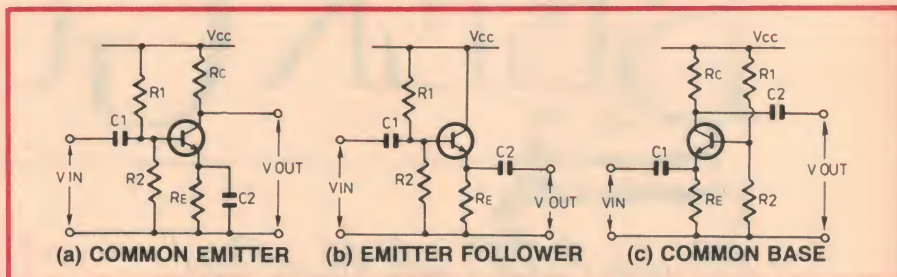 Vcc
RC
R1
C1
VIN
R2
RE
C2
V OUT
(a) COMMON EMITTER
Vcc
R1
C1
VIN
R2
RE
C2
V OUT
(b) EMITTER FOLLOWER
Vcc
RC
R1
C2
C1
VIN
RE
R2
V OUT
(c) COMMON BASE